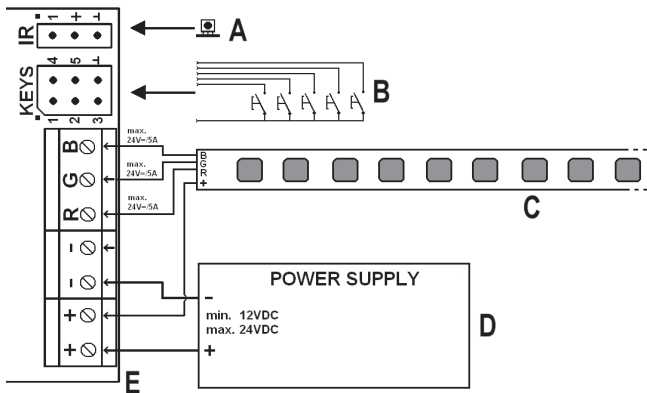 1 + ⊥
IR
A
4 5 ⊥
KEYS
1 2 3
B
max.
24V=/5A
B
max.
24V=/5A
G
max.
24V=/5A
R
B
G
R
+
C
-
-
+
+
POWER SUPPLY
-
min. 12VDC
max. 24VDC
+
D
E